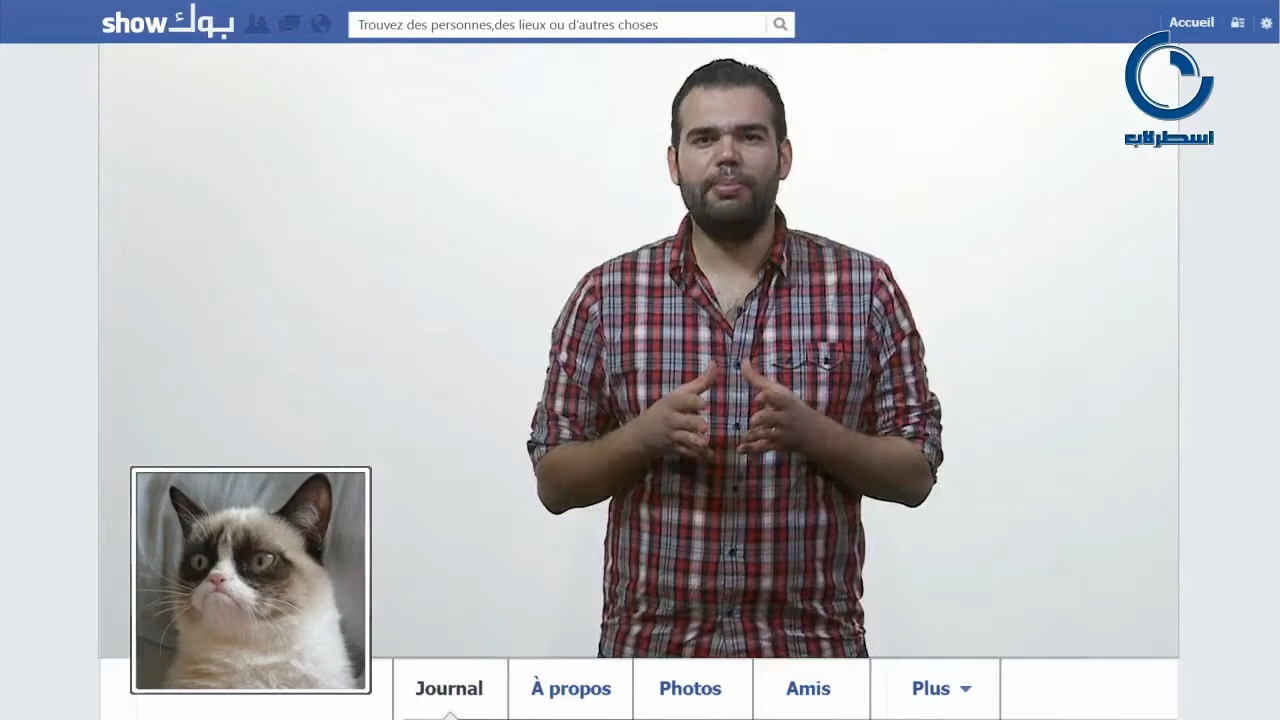 showبوك
Trouvez des personnes,des lieux ou d'autres choses
Accueil
اسطرلاب
Journal
À propos
Photos
Amis
Plus